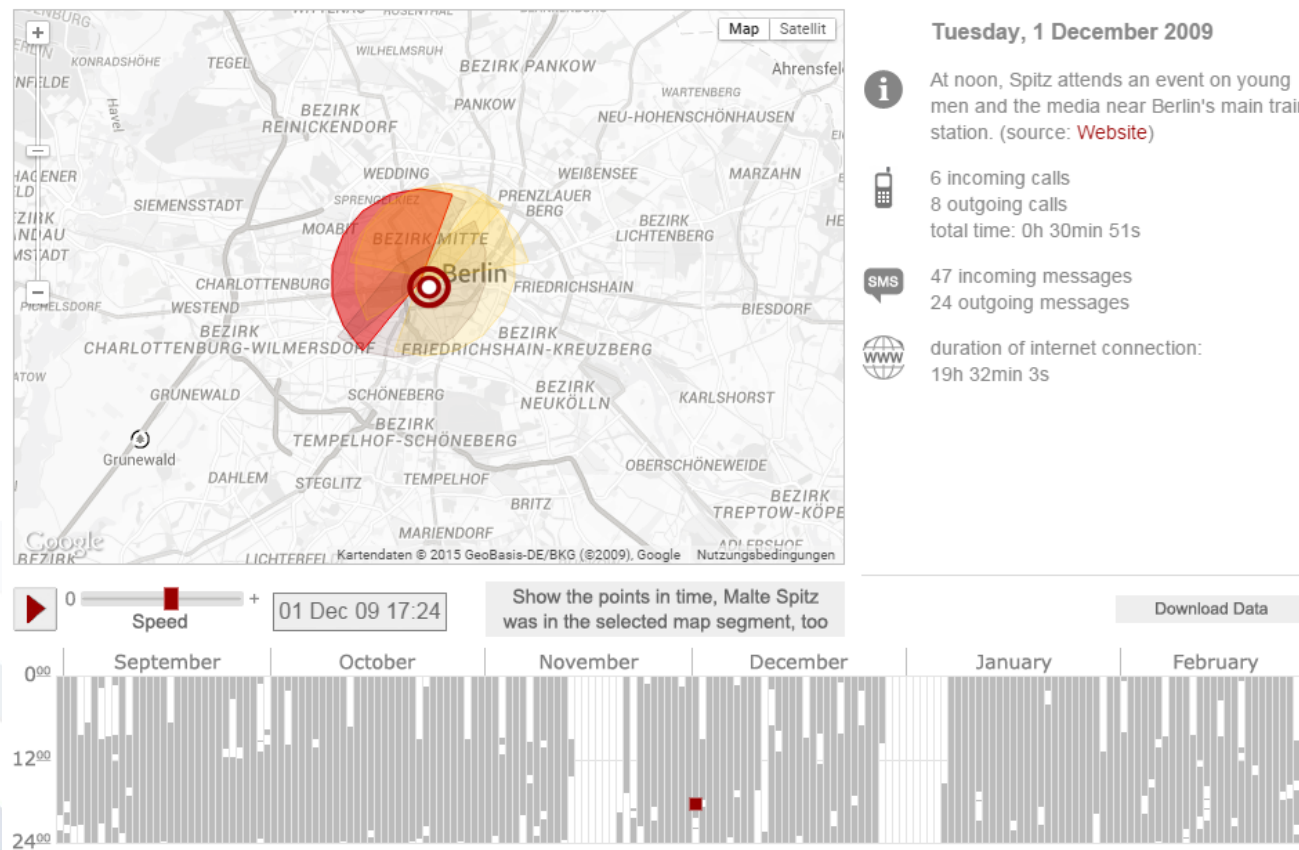 WILMERSRUH
KONRADSHÖHE
TEGEL
BEZIRK PANKOW
Map
Satellit
NFELDE
Havel
PANKOW
WARTENBERG
BEZIRK
REINICKENDORF
NEU-HOHENSCHÖNHAUSEN
WEDDING
WEIßENSEE
MARZAHN
SIEMENSSTADT
PRENZLAUER
BERG
MOABIT
BEZIRK
LICHTENBERG
BEZIRK MITTE
Berlin
CHARLOTTENBURG
FRIEDRICHSHAIN
PICHELSDORF
WESTEND
BIESDORF
BEZIRK
CHARLOTTENBURG-WILMERSDORF
BEZIRK
FRIEDRICHSHAIN-KREUZBERG
GRUNEWALD
SCHÖNEBERG
BEZIRK
NEUKÖLLN
KARLSHORST
BEZIRK
TEMPELHOF-SCHÖNEBERG
Grunewald
DAHLEM
STEGLITZ
TEMPELHOF
OBERSCHÖNEWEIDE
BRITZ
BEZIRK
TREPTOW-KÖPE
MARIENDORF
ADLERSHOF
Google
BEZIRK
LICHTERFEL
Kartendaten © 2015 GeoBasis-DE/BKG (©2009), Google
Nutzungsbedingungen
Tuesday, 1 December 2009
At noon, Spitz attends an event on young
men and the media near Berlin's main train
station. (source: Website)
6 incoming calls
8 outgoing calls
total time: 0h 30min 51s
SMS
47 incoming messages
24 outgoing messages
www
duration of internet connection:
19h 32min 3s
0
+
Speed
01 Dec 09 17:24
Show the points in time, Malte Spitz
was in the selected map segment, too
Download Data
September October November December January February
0⁰⁰
12⁰⁰
24⁰⁰